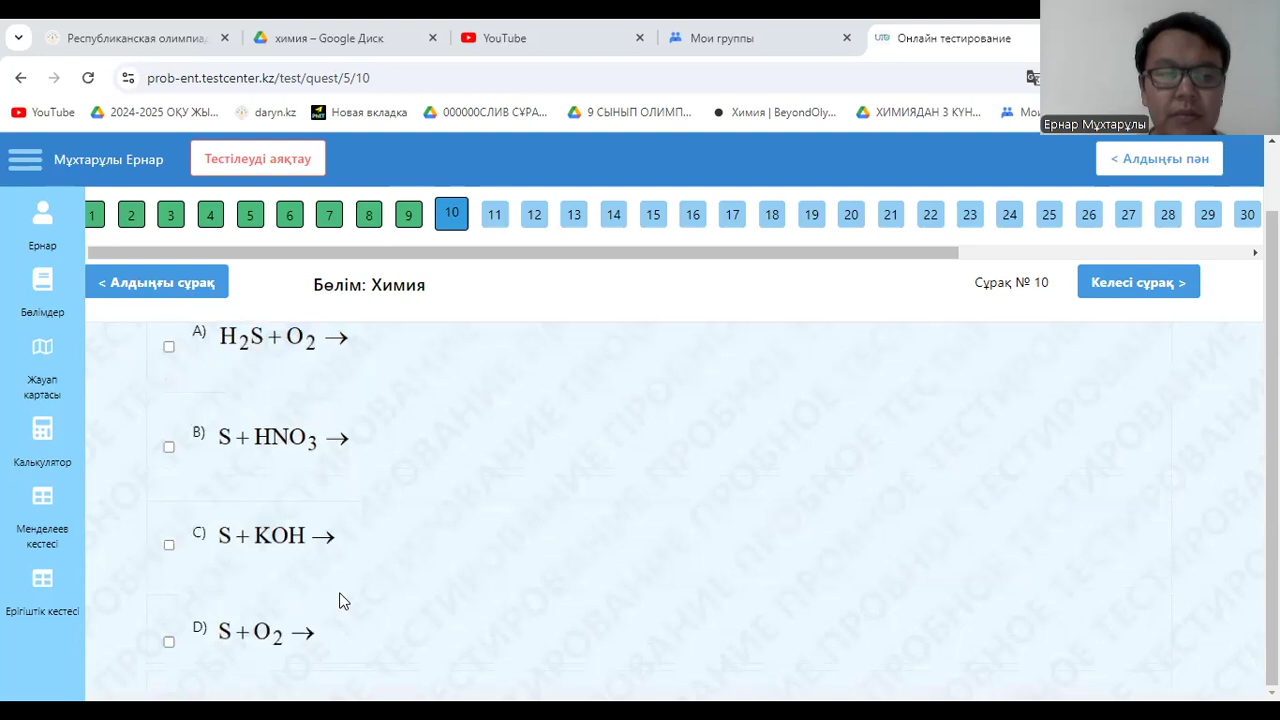 Республиканская олимпиа
химия – Google Диск
YouTube
Мои группы
Онлайн тестирование
prob-ent.testcenter.kz/test/quest/5/10
YouTube
2024-2025 ОҚУ ЖЫ...
daryn.kz
Новая вкладка
000000СЛИВ СҰРА...
9 СЫНЫП ОЛИМП...
Химия | BeyondOly...
ХИМИЯДАН 3 КҮН...
Мои
Ернар Мұхтарұлы
Мұхтарұлы Ернар
Тестілеуді аяқтау
< Алдыңғы пән
1 2 3 4 5 6 7 8 9 10 11 12 13 14 15 16 17 18 19 20 21 22 23 24 25 26 27 28 29 30
Ернар
Бөлімдер
Жауап
картасы
Калькулятор
Менделеев
кестесі
Ерігіштік кестесі
< Алдыңғы сұрақ
Бөлім: Химия
Сұрақ № 10
Келесі сұрақ >
A) H₂S + O₂ →
B) S + HNO₃ →
C) S + KOH →
D) S + O₂ →